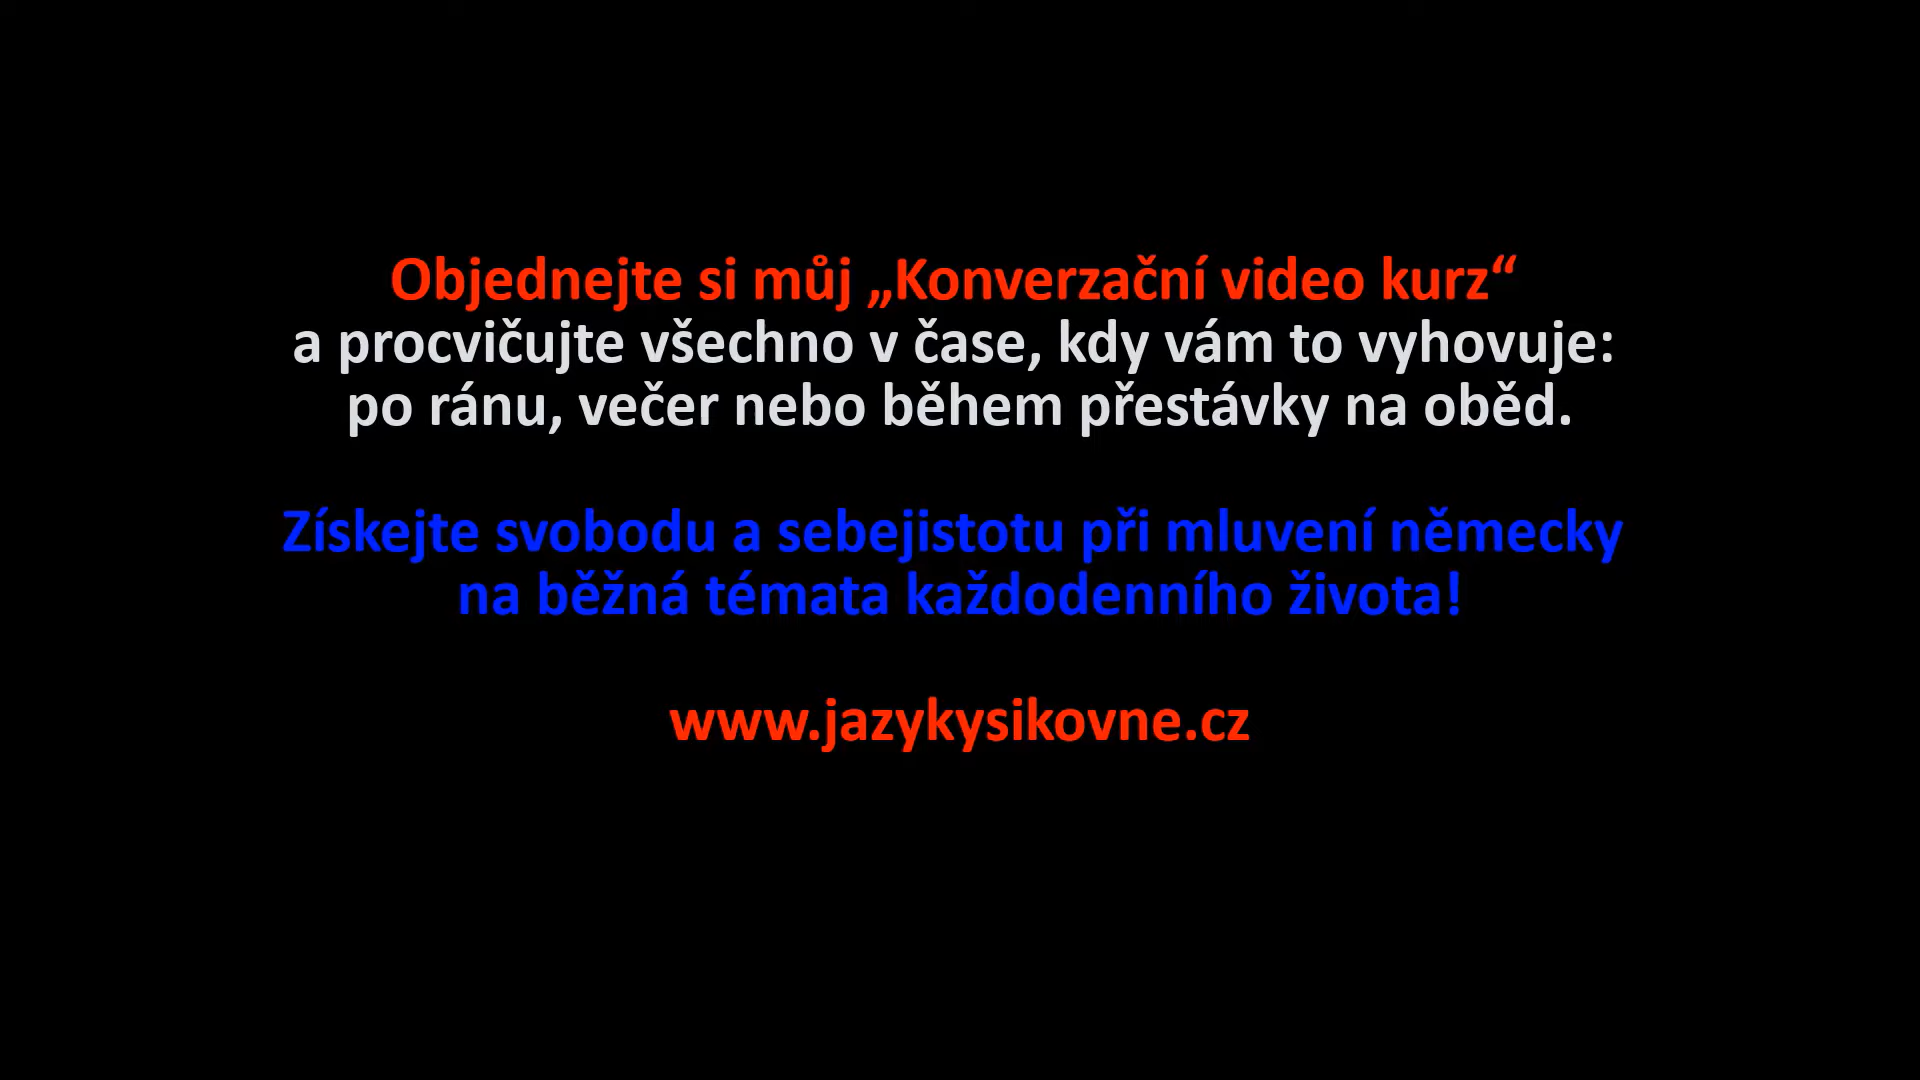 Objednejte si můj „Konverzační video kurz“
a procvičujte všechno v čase, kdy vám to vyhovuje:
po ránu, večer nebo během přestávky na oběd.
Získejte svobodu a sebejistotu při mluvení německy
na běžná témata každodenního života!
www.jazykysikovne.cz